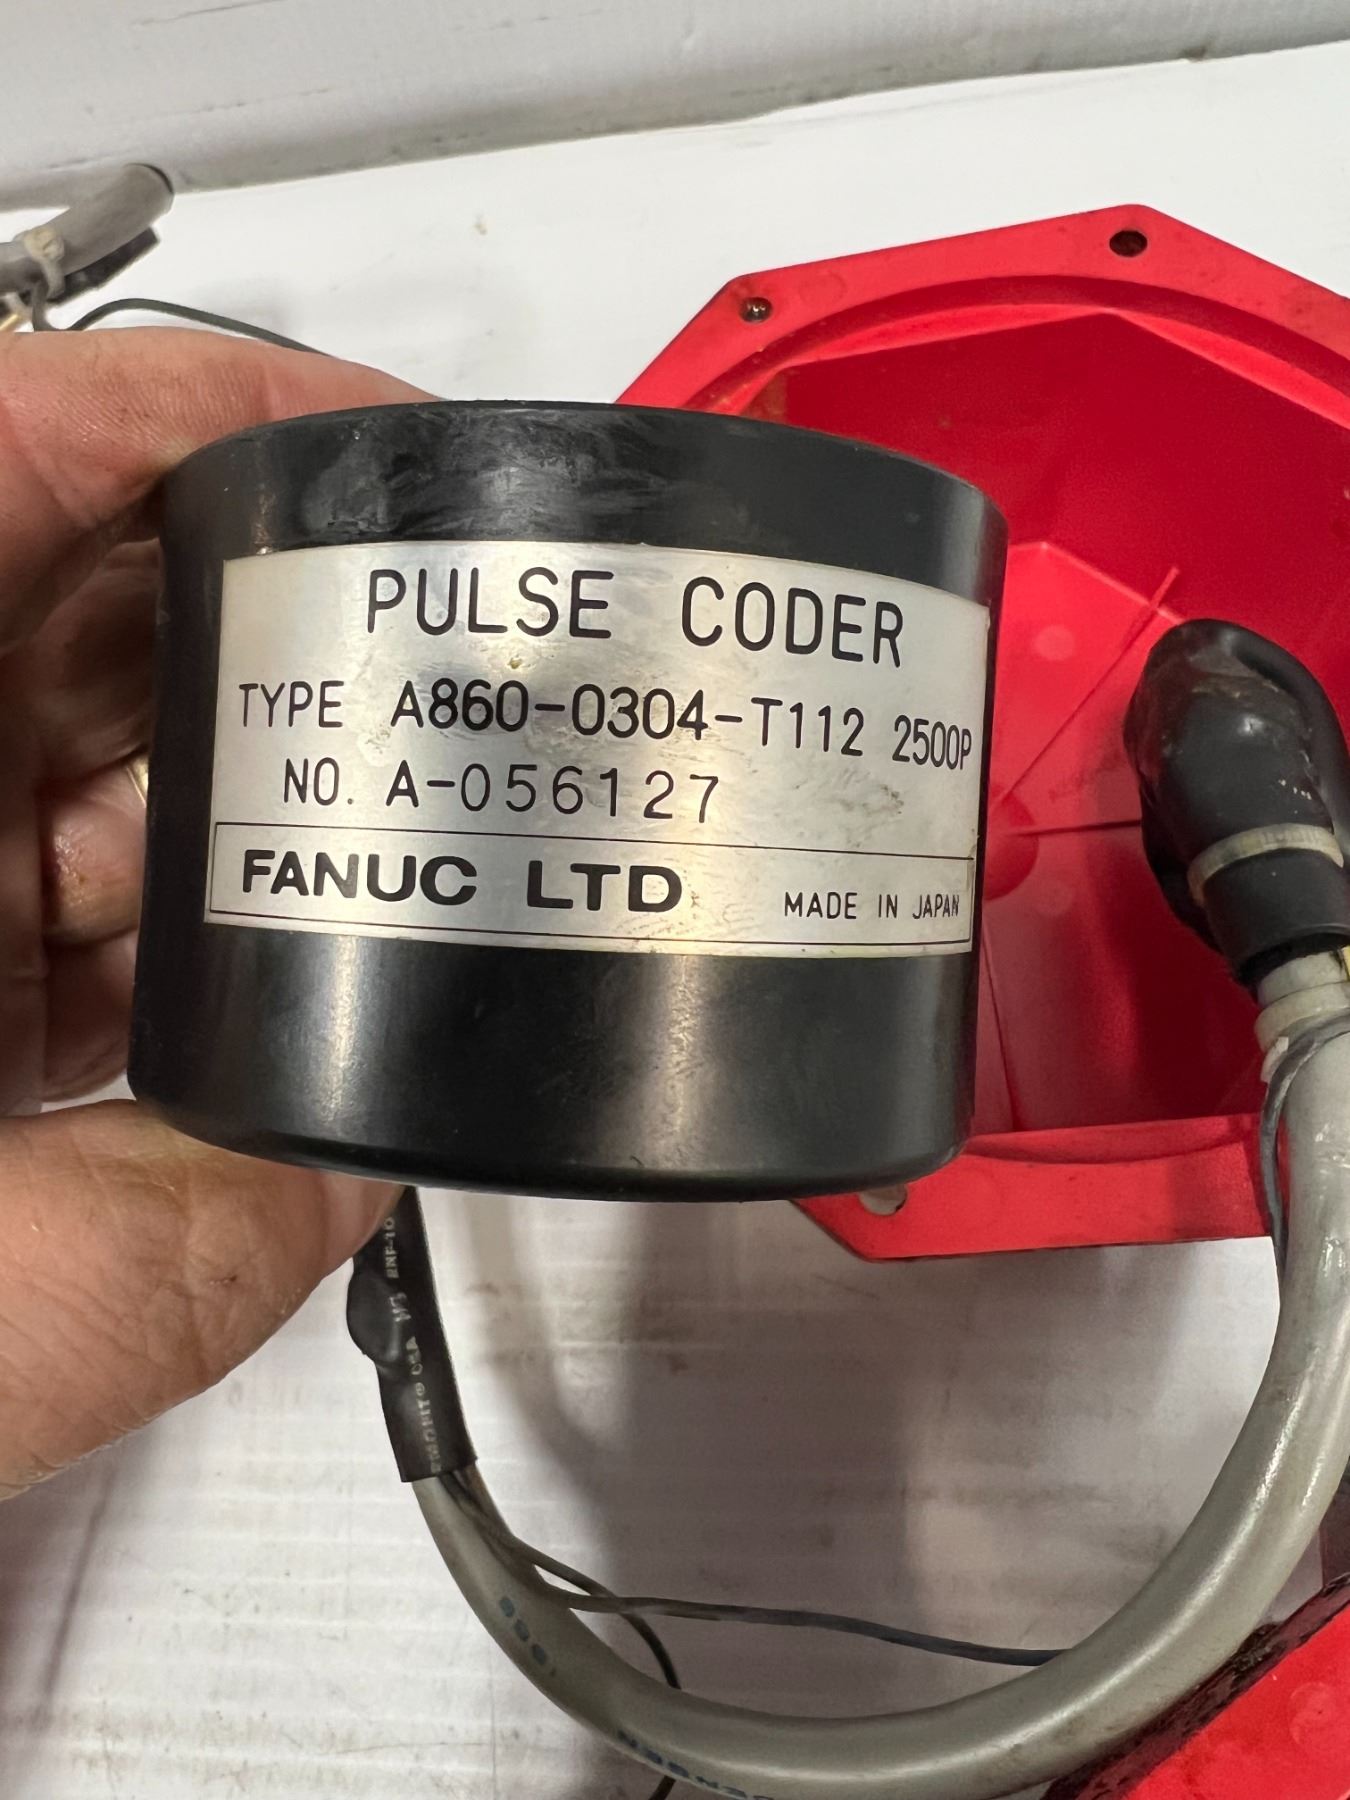 PULSE CODER
TYPE A860-0304-T112 2500P
NO. A-056127
FANUC LTD MADE IN JAPAN